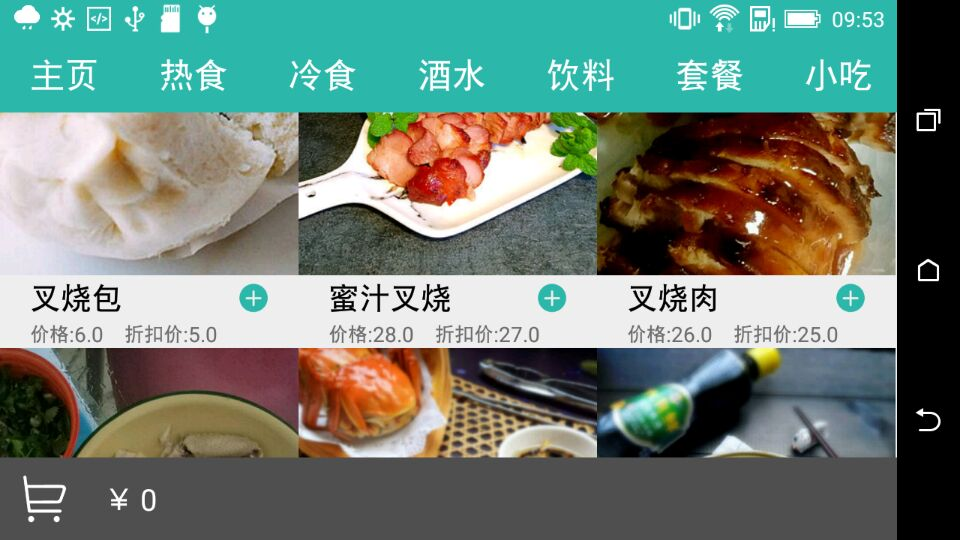 09:53
主页 热食 冷食 酒水 饮料 套餐 小吃
叉烧包 蜜汁叉烧 叉烧肉
价格:6.0 折扣价:5.0 价格:28.0 折扣价:27.0 价格:26.0 折扣价:25.0
¥ 0